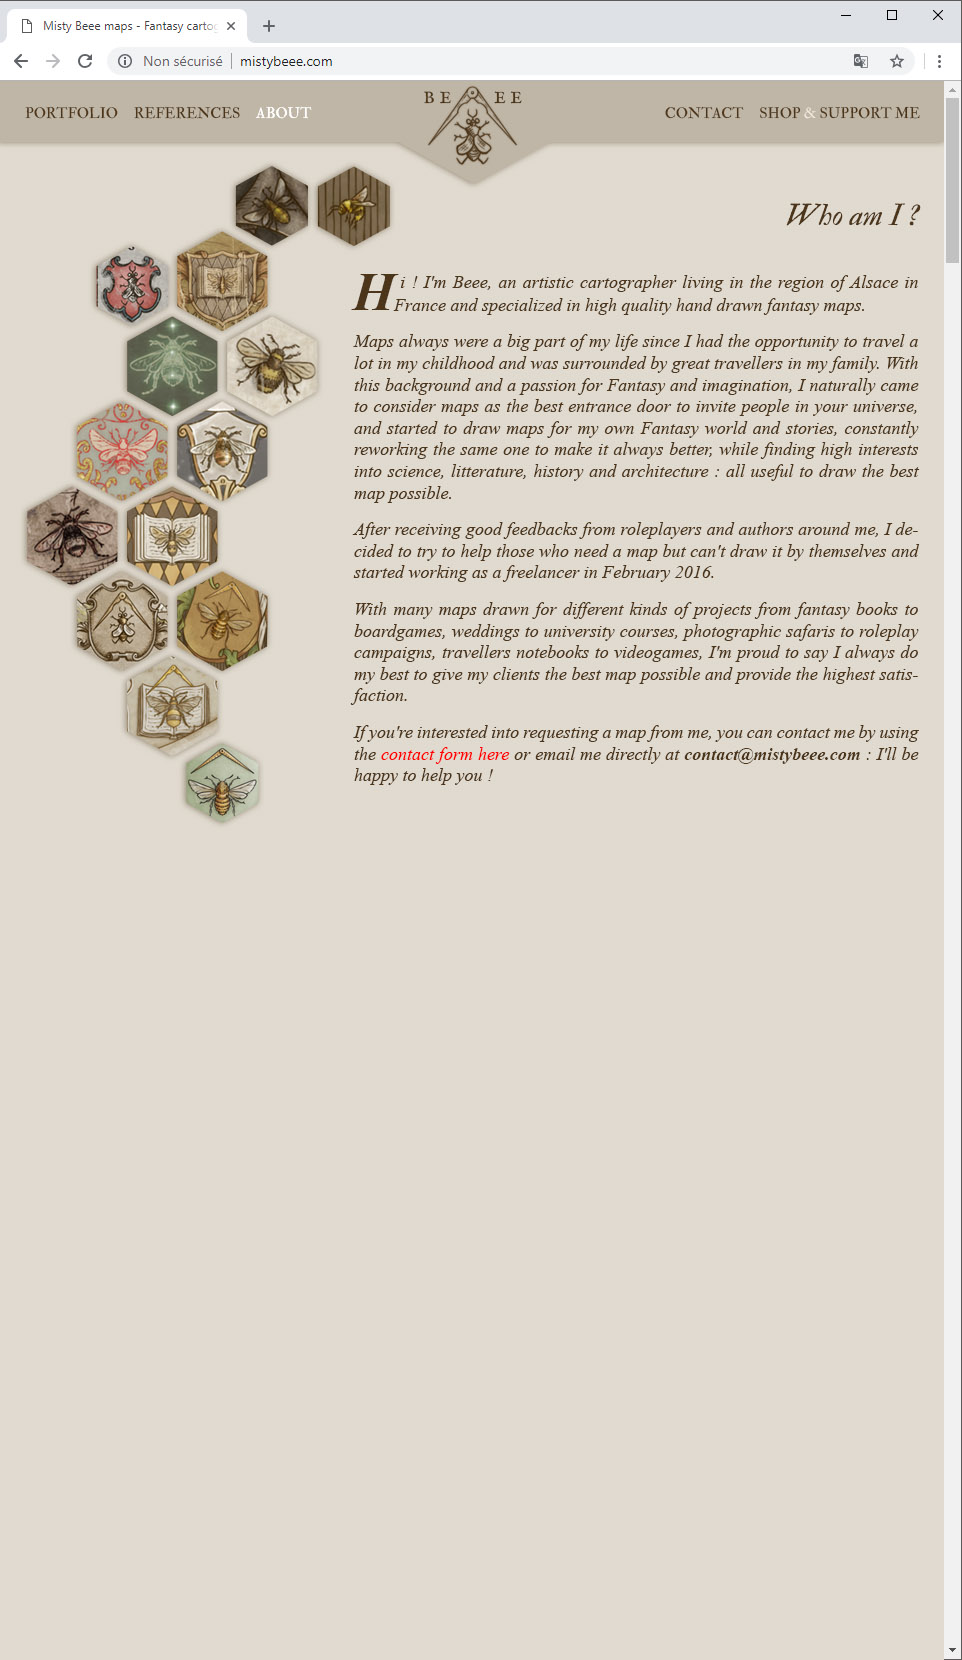 Misty Beee maps - Fantasy cartog
Non sécurisé | mistybeee.com
PORTFOLIO REFERENCES ABOUT BE EE CONTACT SHOP & SUPPORT ME
Who am I ?
Hi ! I'm Beee, an artistic cartographer living in the region of Alsace in
France and specialized in high quality hand drawn fantasy maps.
Maps always were a big part of my life since I had the opportunity to travel a
lot in my childhood and was surrounded by great travellers in my family. With
this background and a passion for Fantasy and imagination, I naturally came
to consider maps as the best entrance door to invite people in your universe,
and started to draw maps for my own Fantasy world and stories, constantly
reworking the same one to make it always better, while finding high interests
into science, litterature, history and architecture : all useful to draw the best
map possible.
After receiving good feedbacks from roleplayers and authors around me, I de-
cided to try to help those who need a map but can't draw it by themselves and
started working as a freelancer in February 2016.
With many maps drawn for different kinds of projects from fantasy books to
boardgames, weddings to university courses, photographic safaris to roleplay
campaigns, travellers notebooks to videogames, I'm proud to say I always do
my best to give my clients the best map possible and provide the highest satis-
faction.
If you're interested into requesting a map from me, you can contact me by using
the contact form here or email me directly at contact@mistybeee.com : I'll be
happy to help you !